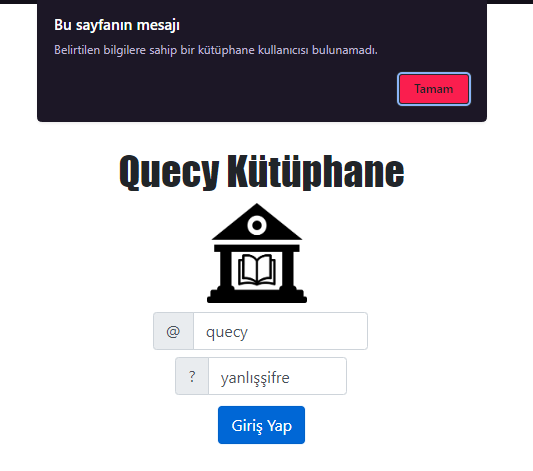 Bu sayfanın mesajı
Belirtilen bilgilere sahip bir kütüphane kullanıcısı bulunamadı.
Tamam
Quecy Kütüphane
@ quecy
? yanlışşifre
Giriş Yap